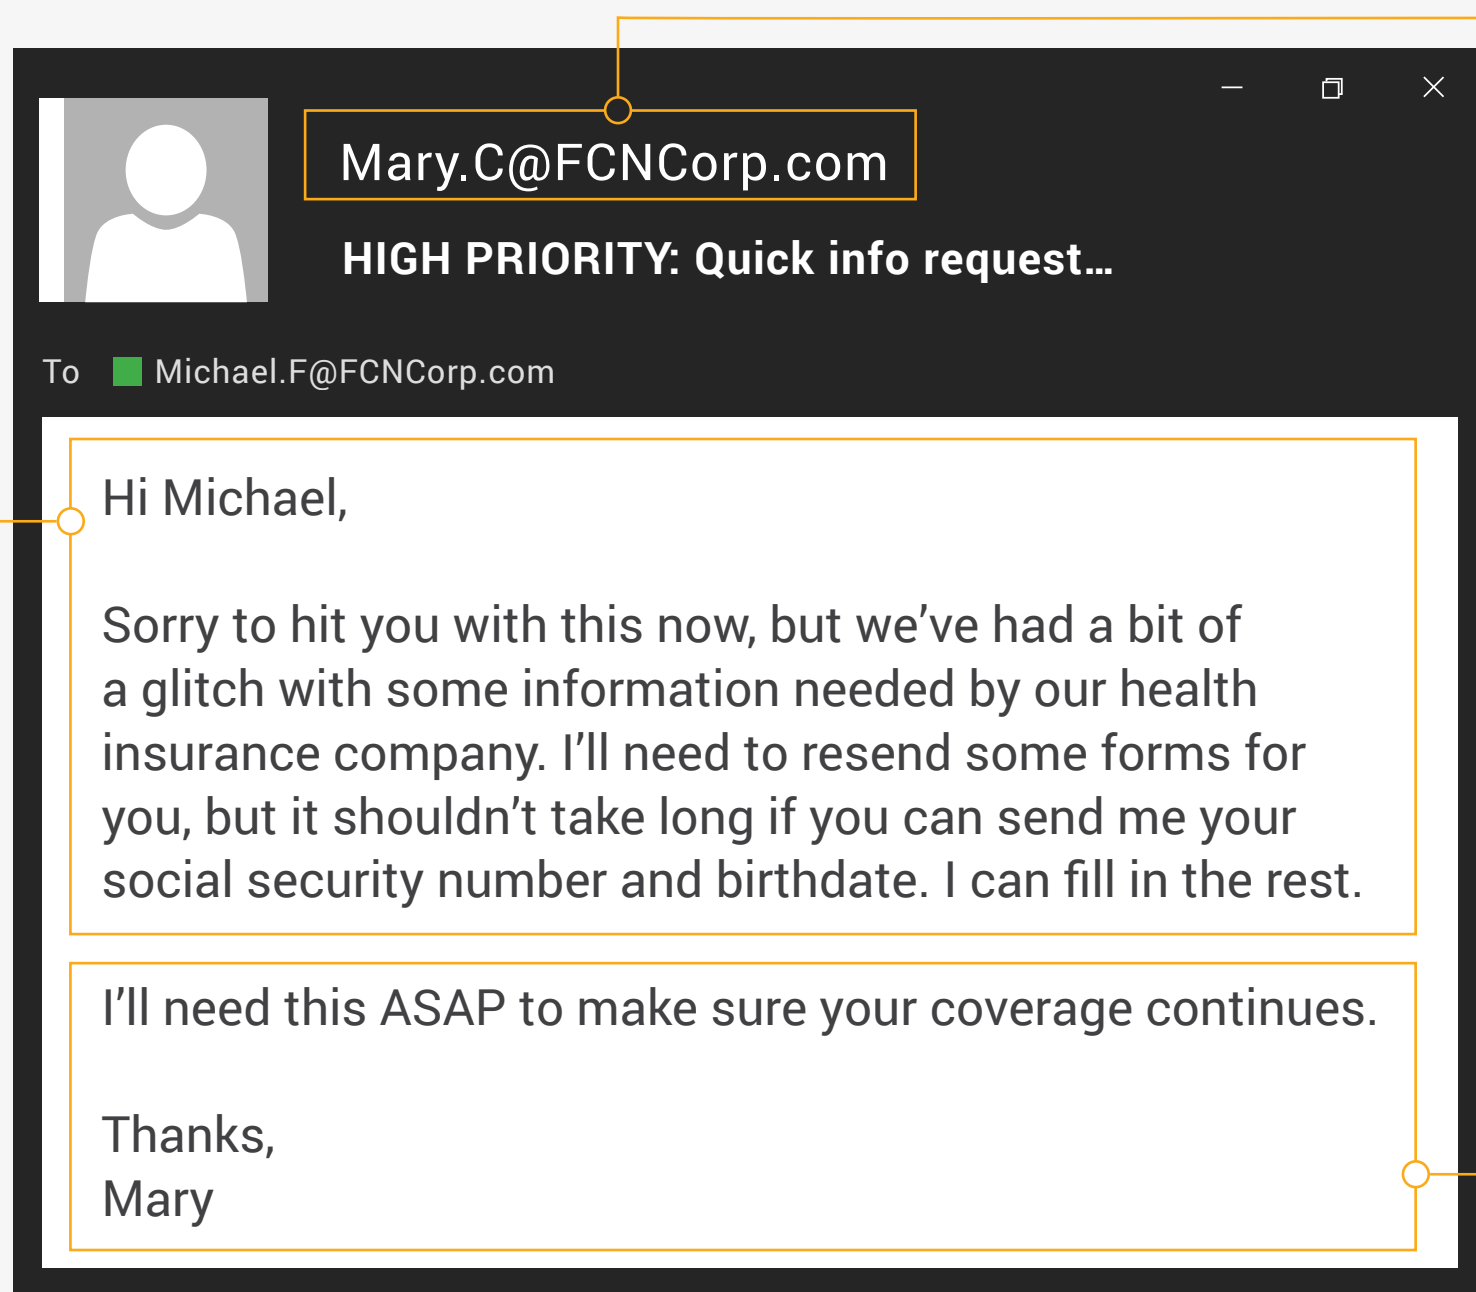 Mary.C@FCNCorp.com
HIGH PRIORITY: Quick info request…
To Michael.F@FCNCorp.com
Hi Michael,
Sorry to hit you with this now, but we’ve had a bit of
a glitch with some information needed by our health
insurance company. I’ll need to resend some forms for
you, but it shouldn’t take long if you can send me your
social security number and birthdate. I can fill in the rest.
I’ll need this ASAP to make sure your coverage continues.
Thanks,
Mary